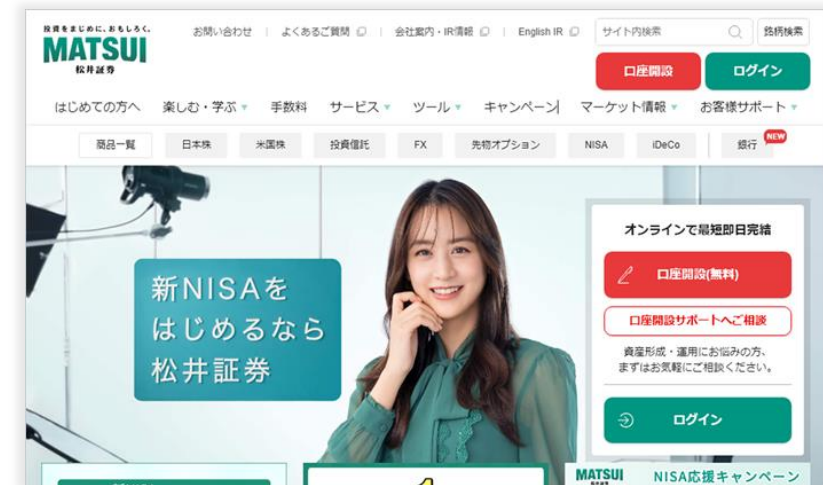 投資をまじめに、おもしろく。
MATSUI
松井証券
お問い合わせ
よくあるご質問
会社案内・IR情報
English IR
サイト内検索
銘柄検索
口座開設
ログイン
はじめての方へ
楽しむ・学ぶ
手数料
サービス
ツール
キャンペーン
マーケット情報
お客様サポート
商品一覧
日本株
米国株
投資信託
FX
先物オプション
NISA
iDeCo
銀行
NEW
新NISAを
はじめるなら
松井証券
オンラインで最短即日完結
口座開設(無料)
口座開設サポートへご相談
資産形成・運用にお悩みの方、
まずはお気軽にご相談ください。
ログイン
MATSUI
NISA応援キャンペーン